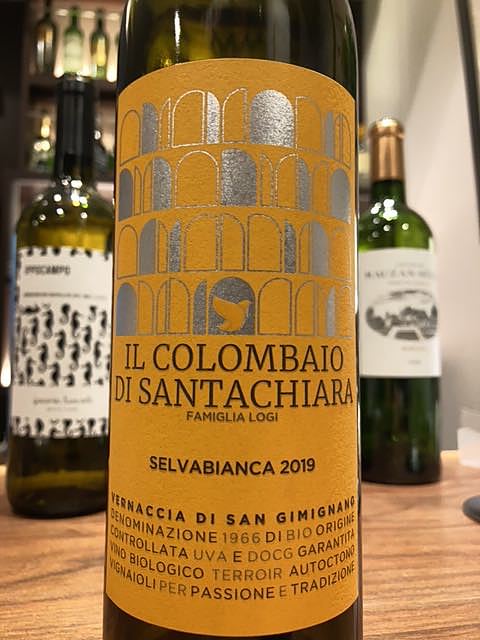 IL COLOMBAIO
DI SANTACHIARA
FAMIGLIA LOGI
SELVABIANCA 2019
VERNACCIA DI SAN GIMIGNANO
DENOMINAZIONE 1966 DI BIO ORIGINE
CONTROLLATA UVA E DOCG GARANTITA
VINO BIOLOGICO TERROIR AUTOCTONO
VIGNAIOLI PER PASSIONE E TRADIZIONE
IPPOCAMPO